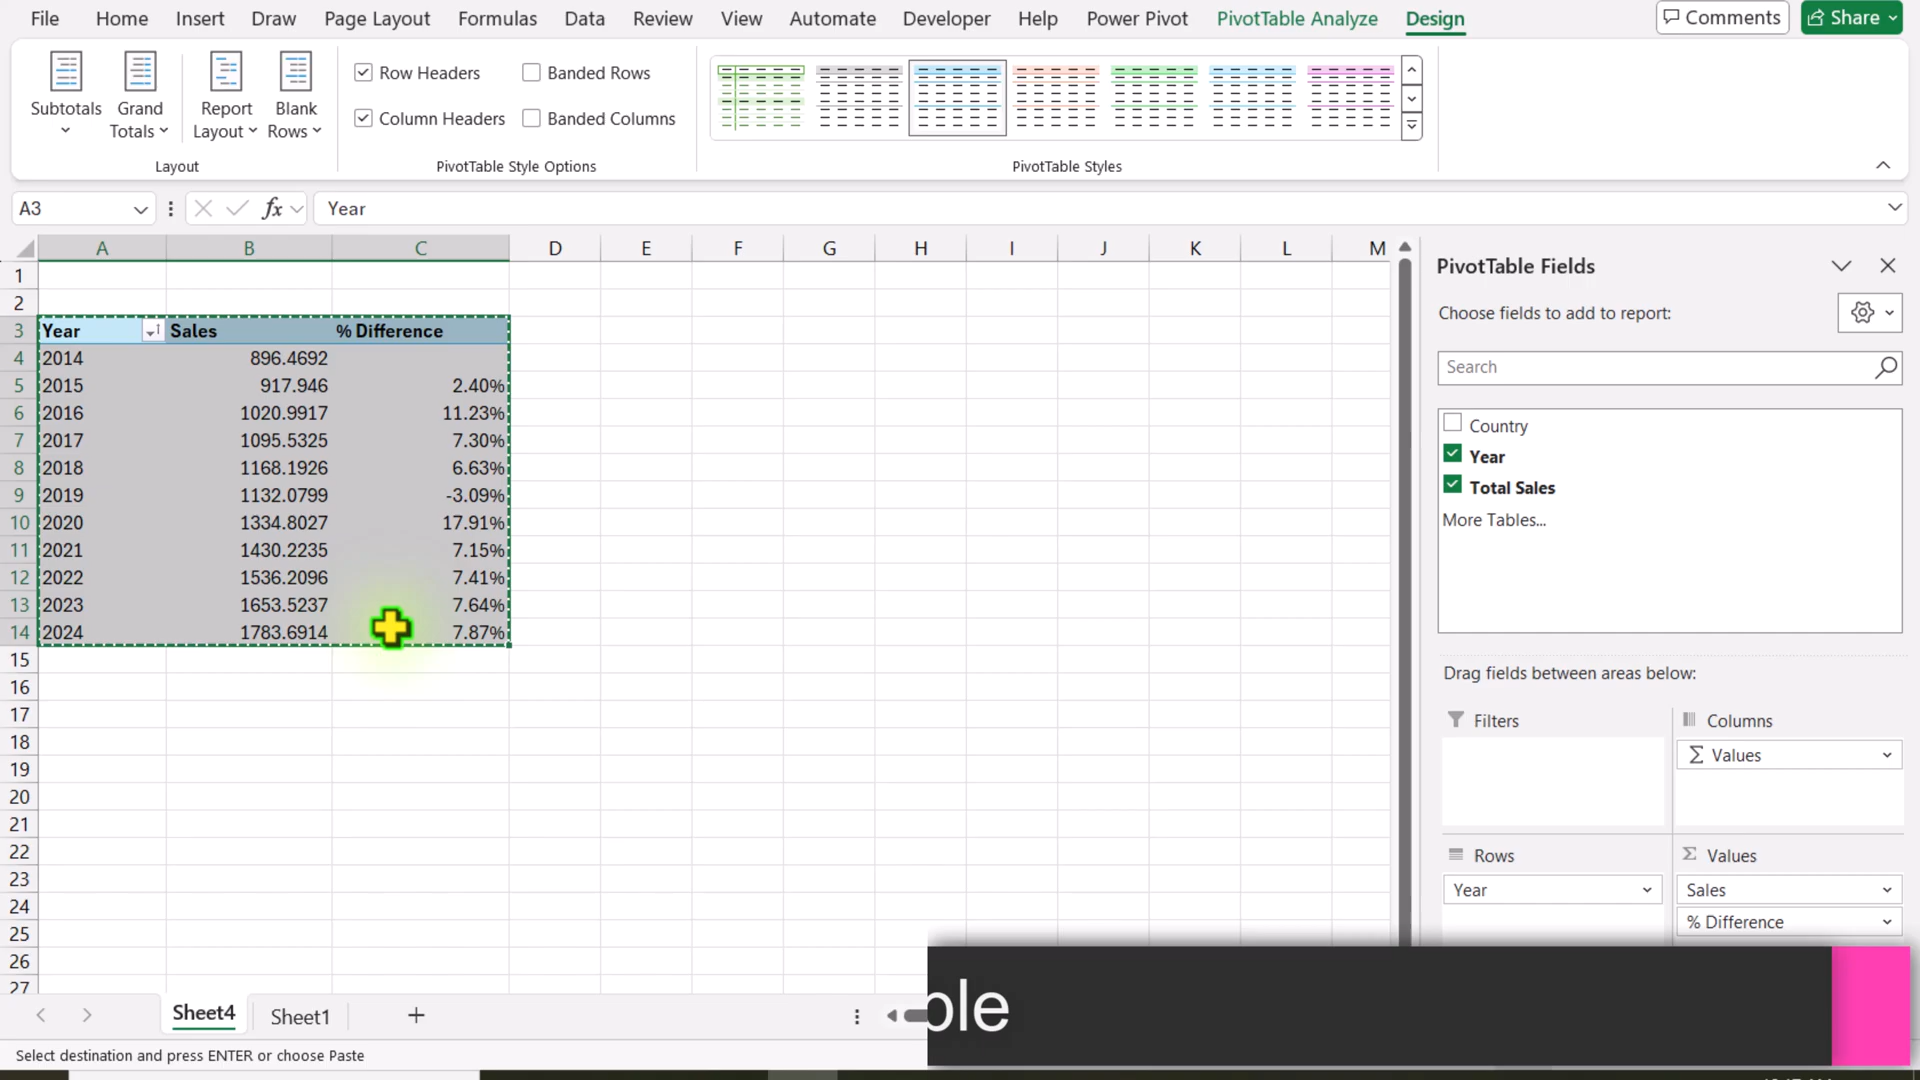 File Home Insert Draw Page Layout Formulas Data Review View Automate Developer Help Power Pivot PivotTable Analyze Design Comments Share
Subtotals
Grand Totals
Report Layout
Blank Rows
Layout
Row Headers
Banded Rows
Column Headers
Banded Columns
PivotTable Style Options
PivotTable Styles
A3 fx Year
A B C D E F G H I J K L M
1
2
3 Year Sales % Difference
4 2014 896.4692
5 2015 917.946 2.40%
6 2016 1020.9917 11.23%
7 2017 1095.5325 7.30%
8 2018 1168.1926 6.63%
9 2019 1132.0799 -3.09%
10 2020 1334.8027 17.91%
11 2021 1430.2235 7.15%
12 2022 1536.2096 7.41%
13 2023 1653.5237 7.64%
14 2024 1783.6914 7.87%
15
16
17
18
19
20
21
22
23
24
25
26
27
PivotTable Fields
Choose fields to add to report:
Search
Country
Year
Total Sales
More Tables...
Drag fields between areas below:
Filters
Columns
Σ Values
Rows
Year
Σ Values
Sales
% Difference
Sheet4 Sheet1
ble
Select destination and press ENTER or choose Paste